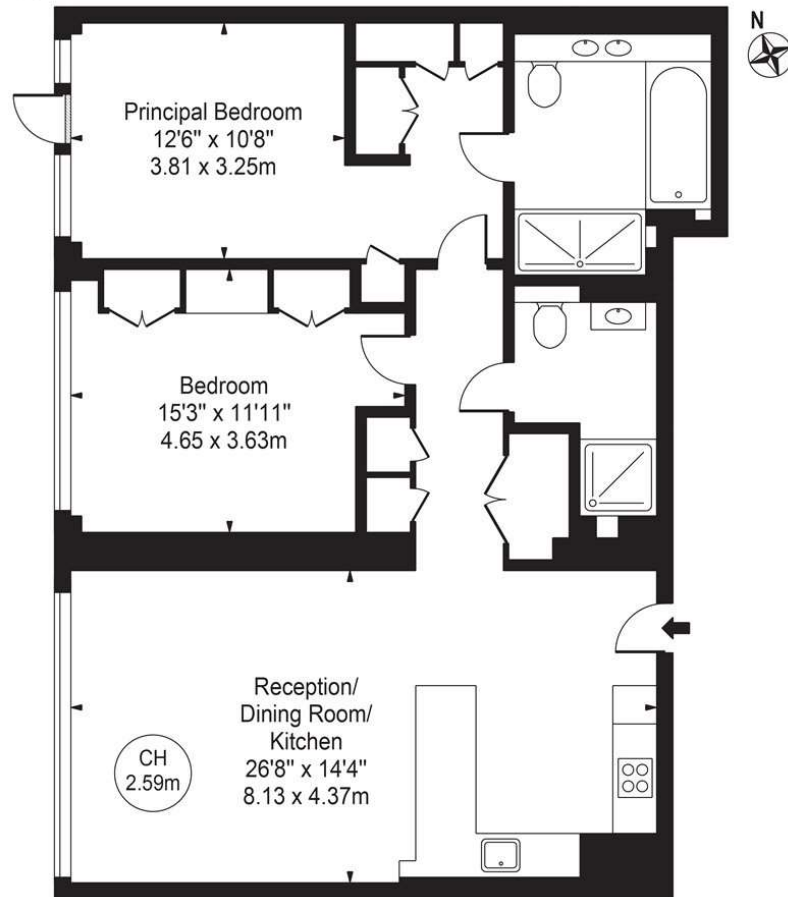 N
Principal Bedroom
12'6" x 10'8"
3.81 x 3.25m
Bedroom
15'3" x 11'11"
4.65 x 3.63m
Reception/
Dining Room/
Kitchen
26'8" x 14'4"
8.13 x 4.37m
CH
2.59m